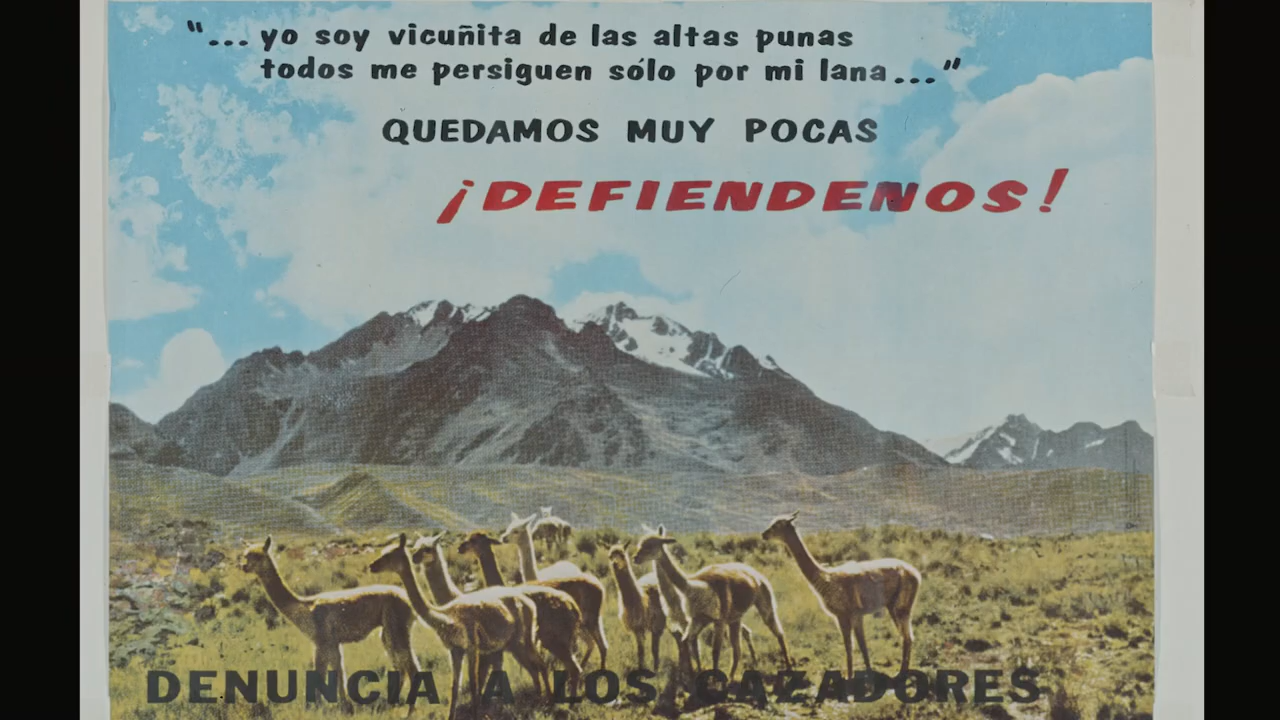 "... yo soy vicuñita de las altas punas
todos me persiguen sólo por mi lana..."
QUEDAMOS MUY POCAS
¡DEFIENDENOS!
DENUNCIA A LOS CAZADORES